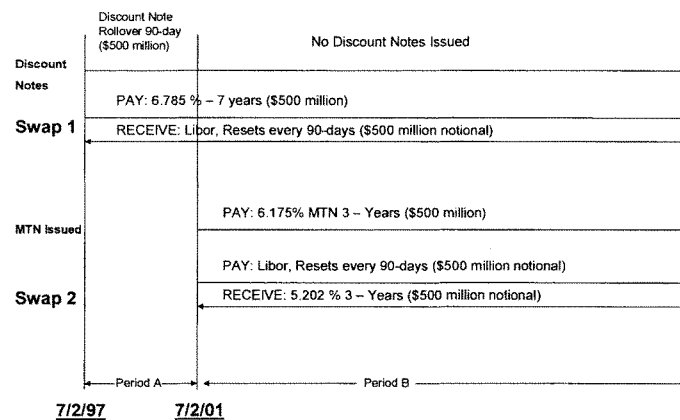 Discount Note
Rollover 90-day
($500 million)
No Discount Notes Issued
Discount
Notes
PAY: 6.785 % – 7 years ($500 million)
Swap 1
RECEIVE: Libor, Resets every 90-days ($500 million notional)
PAY: 6.175% MTN 3 – Years ($500 million)
MTN Issued
PAY: Libor, Resets every 90-days ($500 million notional)
Swap 2
RECEIVE: 5.202 % 3 – Years ($500 million notional)
Period A
Period B
7/2/97
7/2/01